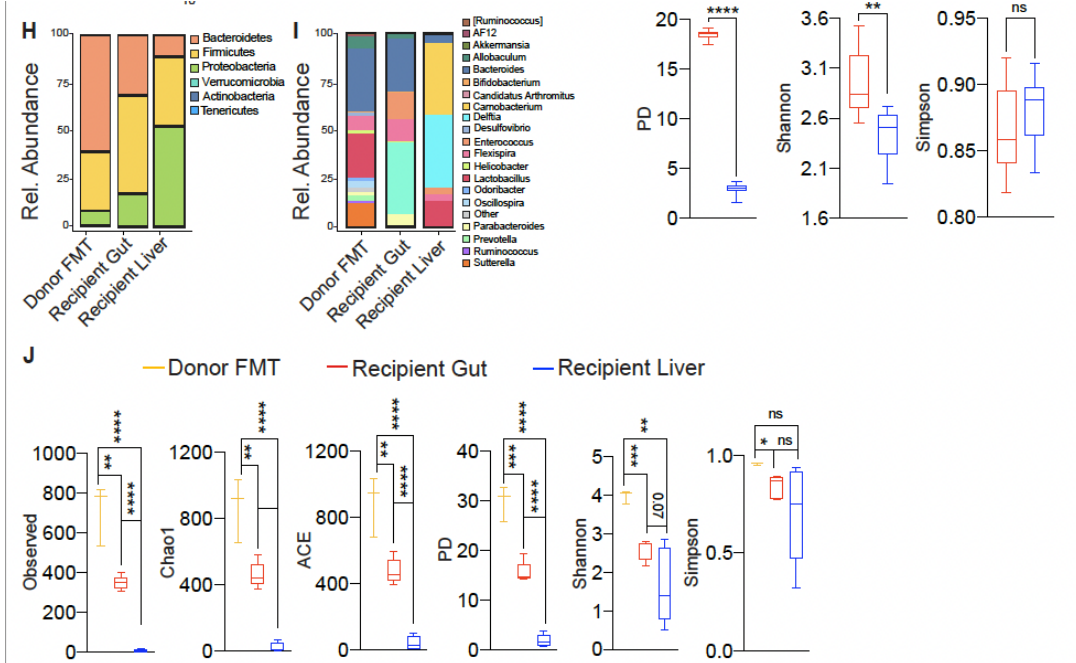 H
Rel. Abundance
100
75
50
25
0
Donor FMT
Recipient Gut
Recipient Liver
Bacteroidetes
Firmicutes
Proteobacteria
Verrucomicrobia
Actinobacteria
Tenericutes
I
Rel. Abundance
100
75
50
25
0
Donor FMT
Recipient Gut
Recipient Liver
[Ruminococcus]
AF12
Akkermansia
Allobaculum
Bacteroides
Bifidobacterium
Candidatus Arthromitus
Carnobacterium
Delftia
Desulfovibrio
Enterococcus
Flexispira
Helicobacter
Lactobacillus
Odoribacter
Oscillospira
Other
Parabacteroides
Prevotella
Ruminococcus
Sutterella
PD
20
15
10
5
0
****
Shannon
3.6
3.1
2.6
2.1
1.6
**
Simpson
0.95
0.90
0.85
0.80
ns
J
Donor FMT
Recipient Gut
Recipient Liver
Observed
1000
800
600
400
200
0
****
**
****
Chao1
1200
800
400
0
****
**
ACE
1200
800
400
0
****
**
****
PD
40
30
20
10
0
****
***
****
Shannon
5
4
3
2
1
0
**
***
0.07
Simpson
1.0
0.5
0.0
ns
*
ns